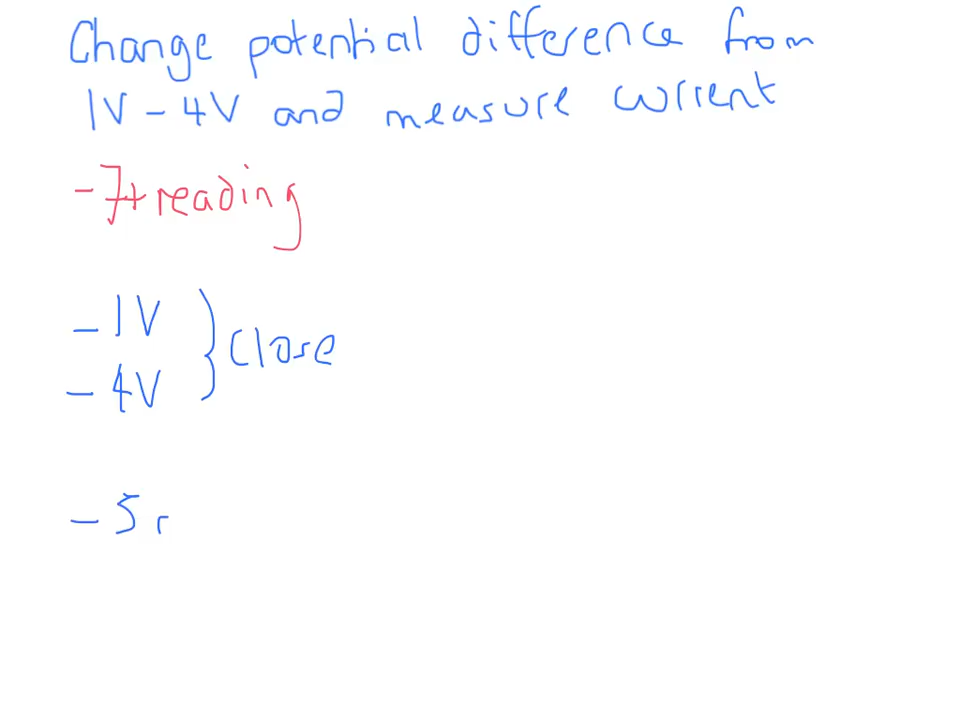 Change potential difference from
1V - 4V and measure current
- 7+ reading
- 1V
- 4V
} Close
- 5 r